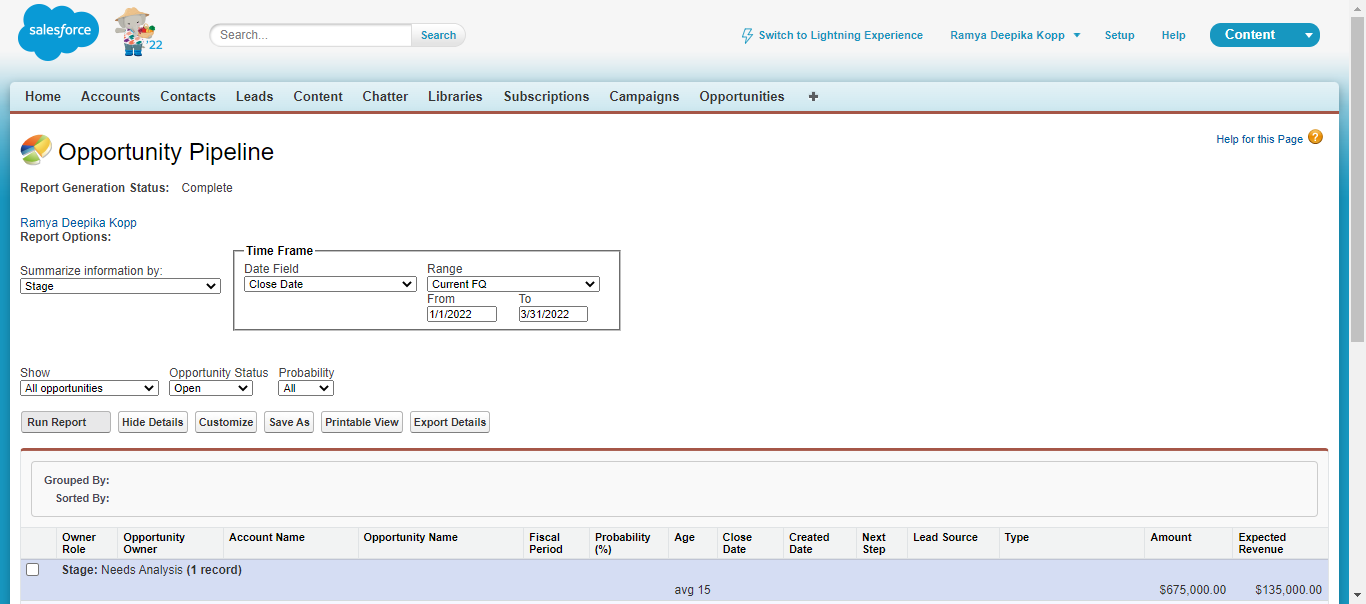 salesforce
'22
Search...
Search
Switch to Lightning Experience
Ramya Deepika Kopp
Setup
Help
Content
Home Accounts Contacts Leads Content Chatter Libraries Subscriptions Campaigns Opportunities +
Opportunity Pipeline
Help for this Page ?
Report Generation Status: Complete
Ramya Deepika Kopp
Report Options:
Time Frame
Summarize information by:
Stage
Date Field
Close Date
Range
Current FQ
From To
1/1/2022 3/31/2022
Show Opportunity Status Probability
All opportunities Open All
Run Report Hide Details Customize Save As Printable View Export Details
Grouped By:
Sorted By:
Owner Role Opportunity Owner Account Name Opportunity Name Fiscal Period Probability (%) Age Close Date Created Date Next Step Lead Source Type Amount Expected Revenue
Stage: Needs Analysis (1 record)
avg 15 $675,000.00 $135,000.00